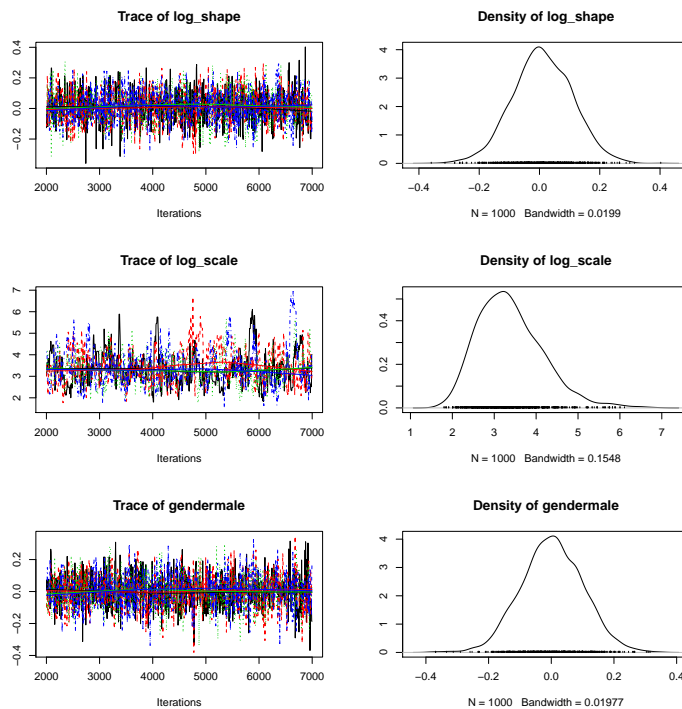 Trace of log_shape
0.4
0.2
0.0
−0.2
2000 3000 4000 5000 6000 7000
Iterations
Density of log_shape
4
3
2
1
0
−0.4 −0.2 0.0 0.2 0.4
N = 1000 Bandwidth = 0.0199
Trace of log_scale
7
6
5
4
3
2
2000 3000 4000 5000 6000 7000
Iterations
Density of log_scale
0.4
0.2
0.0
1 2 3 4 5 6 7
N = 1000 Bandwidth = 0.1548
Trace of gendermale
0.2
0.0
−0.2
−0.4
2000 3000 4000 5000 6000 7000
Iterations
Density of gendermale
4
3
2
1
0
−0.4 −0.2 0.0 0.2 0.4
N = 1000 Bandwidth = 0.01977